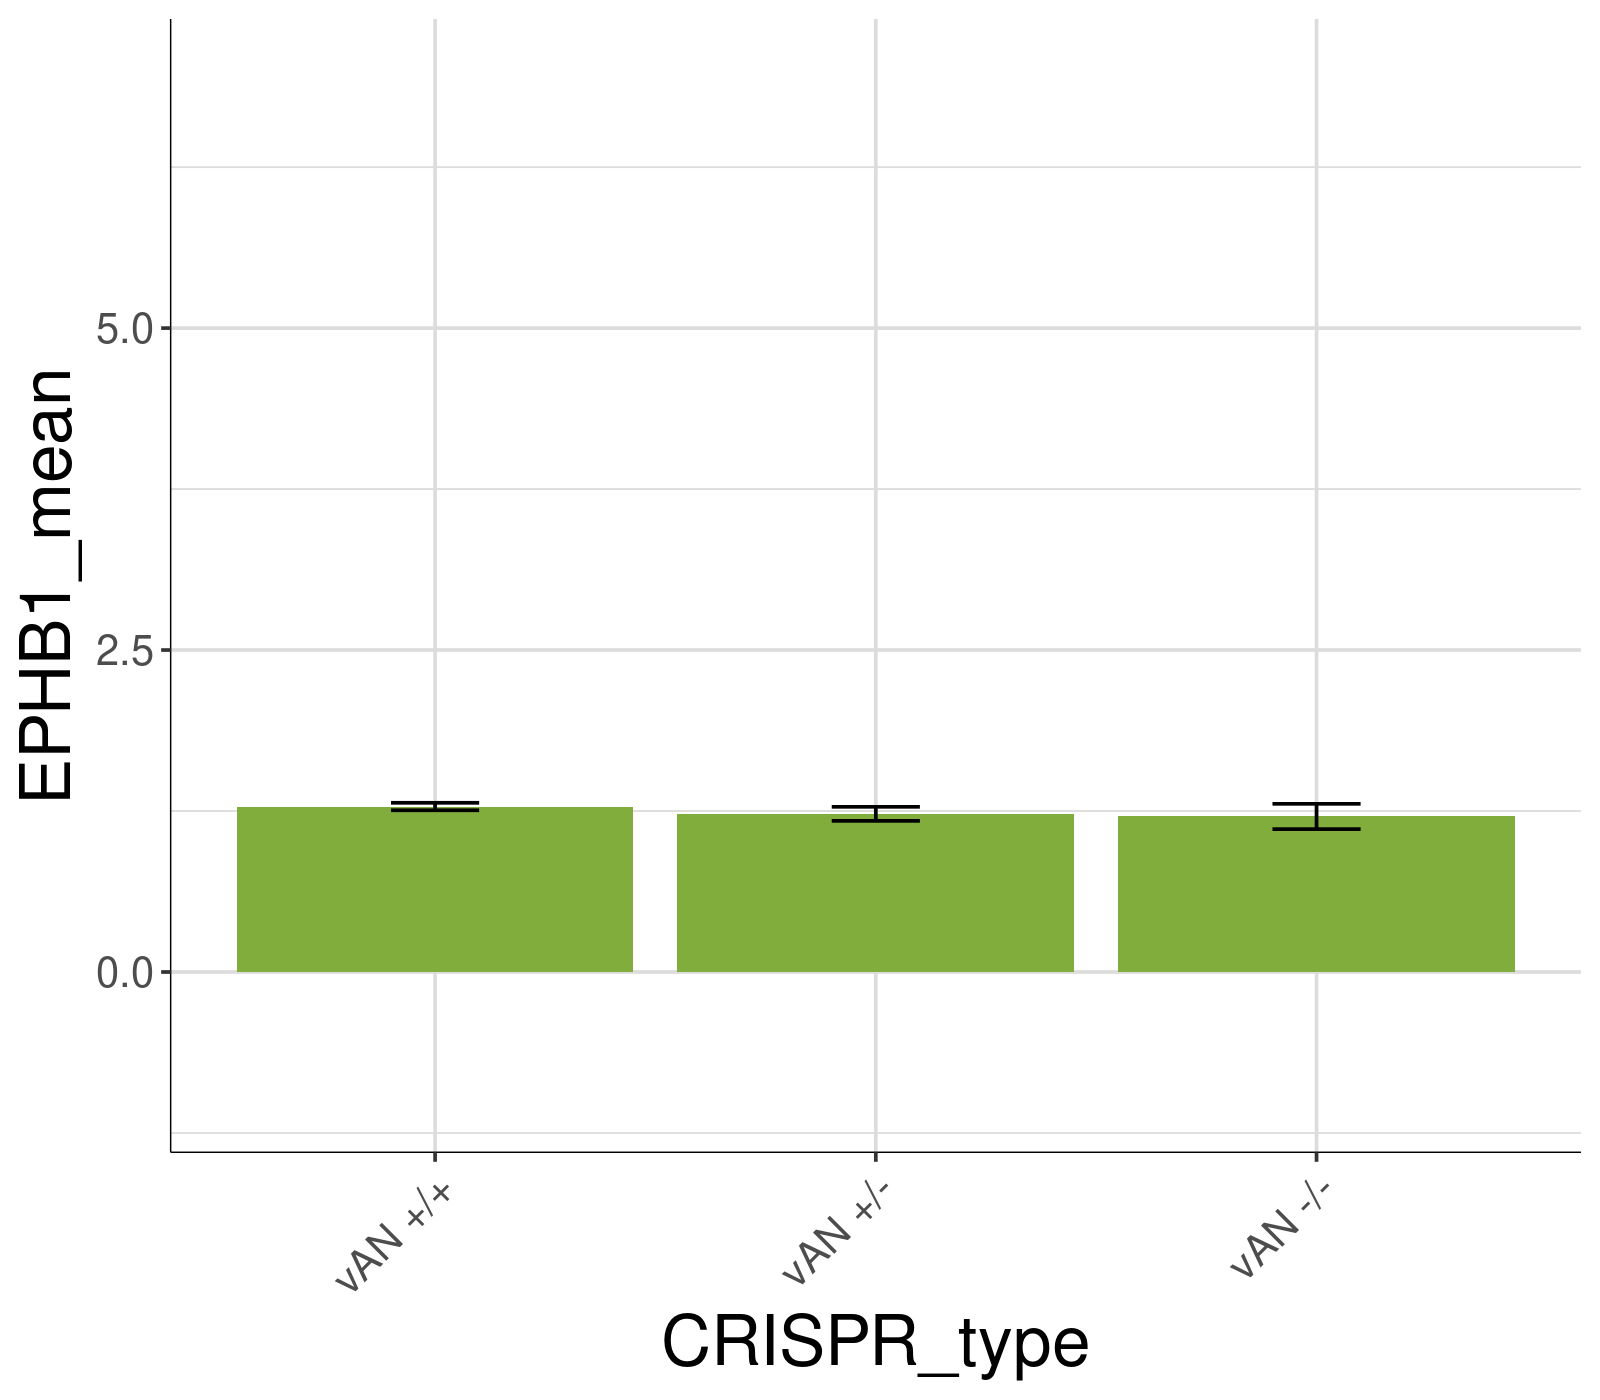 EPHB1_mean
5.0
2.5
0.0
vAN +/+
vAN +/-
vAN -/-
CRISPR_type